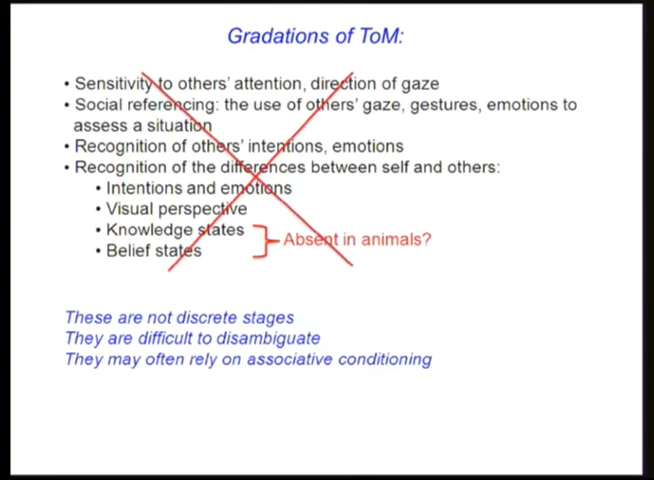 Gradations of ToM:
• Sensitivity to others' attention, direction of gaze
• Social referencing: the use of others' gaze, gestures, emotions to
assess a situation
• Recognition of others' intentions, emotions
• Recognition of the differences between self and others:
• Intentions and emotions
• Visual perspective
• Knowledge states
Absent in animals?
• Belief states
These are not discrete stages
They are difficult to disambiguate
They may often rely on associative conditioning